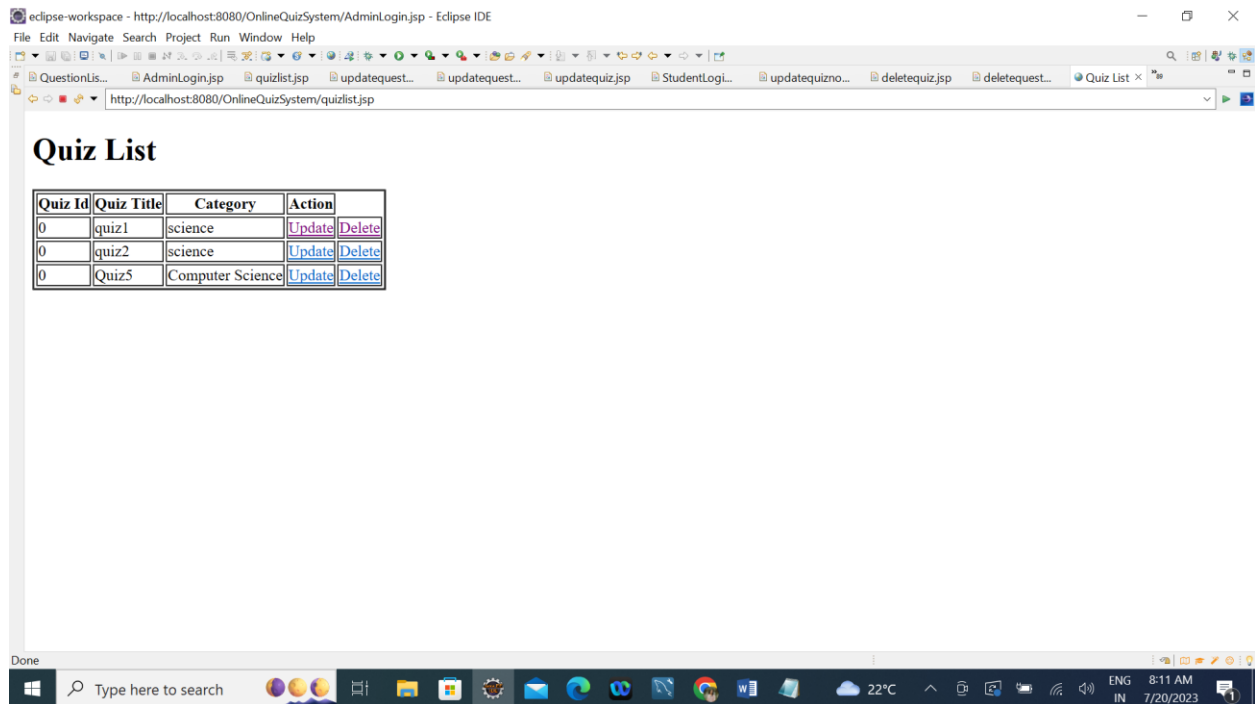 eclipse-workspace - http://localhost:8080/OnlineQuizSystem/AdminLogin.jsp - Eclipse IDE
File Edit Navigate Search Project Run Window Help
QuestionLis... AdminLogin.jsp quizlist.jsp updatequest... updatequest... updatequiz.jsp StudentLogi... updatequizno... deletequiz.jsp deletequest... Quiz List
http://localhost:8080/OnlineQuizSystem/quizlist.jsp
Quiz List
Quiz Id Quiz Title Category Action
0 quiz1 science Update Delete
0 quiz2 science Update Delete
0 Quiz5 Computer Science Update Delete
Done
Type here to search 22°C ENG 8:11 AM
IN 7/20/2023 1